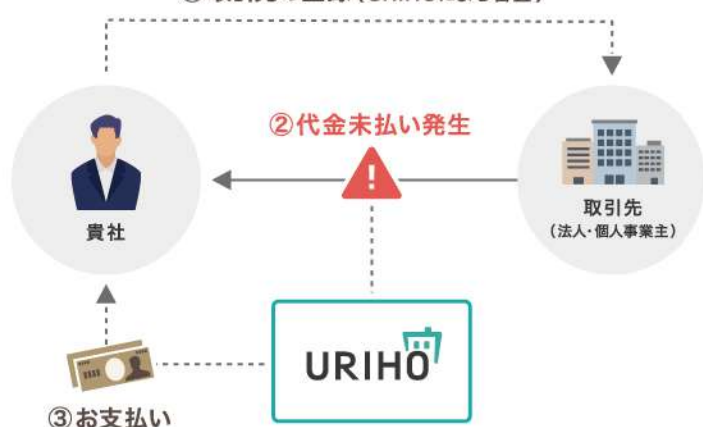 ②代金未払い発生
貴社
取引先
(法人・個人事業主)
URIHO
③お支払い